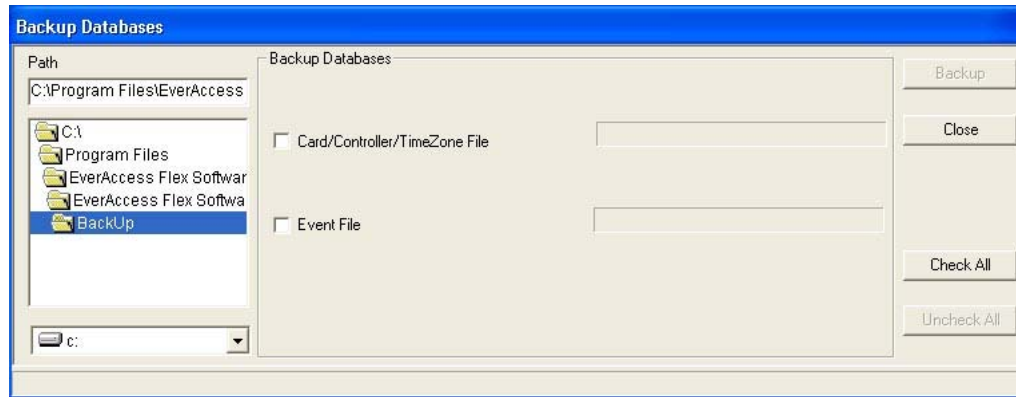 Backup Databases
Path
C:\Program Files\EverAccess
C:\
Program Files
EverAccess Flex Softwar
EverAccess Flex Softwa
BackUp
c:
Backup Databases
Card/Controller/TimeZone File
Event File
Backup
Close
Check All
Uncheck All